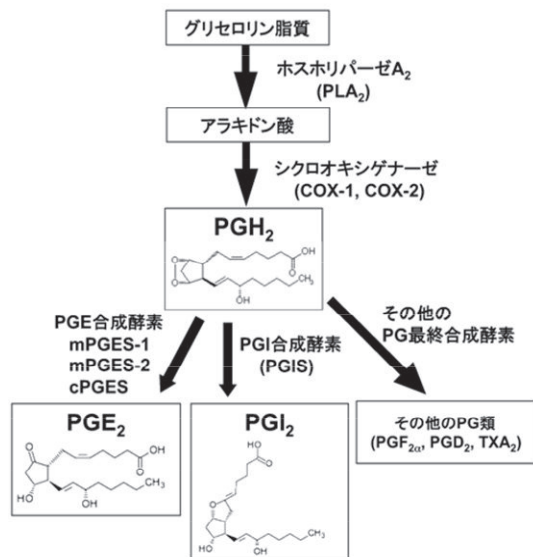 グリセロリン脂質
ホスホリパーゼA₂
(PLA₂)
アラキドン酸
シクロオキシゲナーゼ
(COX-1, COX-2)
PGH₂
O
O
OH
O
CH₃
OH
PGE合成酵素
mPGES-1
mPGES-2
cPGES
PGI合成酵素
(PGIS)
その他の
PG最終合成酵素
PGE₂
O
OH
O
CH₃
HO
OH
PGI₂
HO
O
O
CH₃
HO
OH
その他のPG類
(PGF₂α, PGD₂, TXA₂)